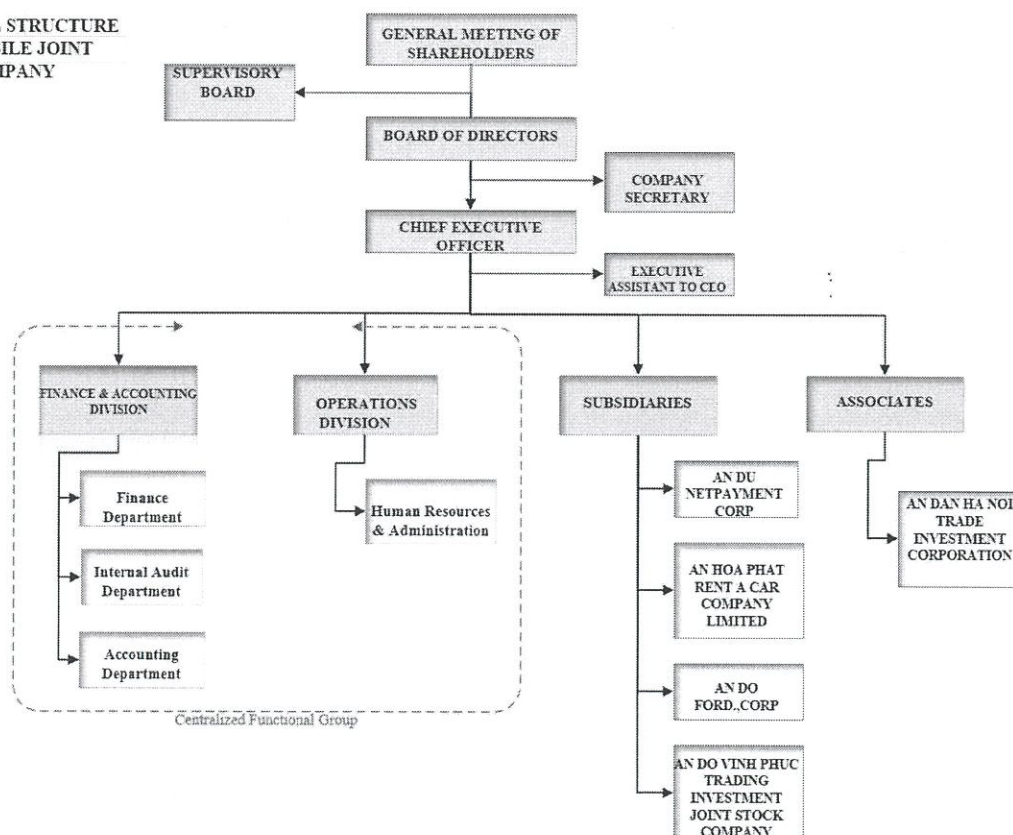 STRUCTURE
JOINT
GENERAL MEETING OF
SHAREHOLDERS
SUPERVISORY
BOARD
BOARD OF DIRECTORS
COMPANY
SECRETARY
CHIEF EXECUTIVE
OFFICER
EXECUTIVE
ASSISTANT TO CEO
FINANCE & ACCOUNTING
DIVISION
OPERATIONS
DIVISION
SUBSIDIARIES
ASSOCIATES
Finance
Department
Internal Audit
Department
Accounting
Department
Human Resources
& Administration
Centralized Functional Group
AN DU
NETPAYMENT
CORP
AN HOA PHAT
RENT A CAR
COMPANY
LIMITED
AN DO
FORD.,CORP
AN DO VINH PHUC
TRADING
INVESTMENT
JOINT STOCK
COMPANY
AN DAN HA NOI
TRADE
INVESTMENT
CORPORATION